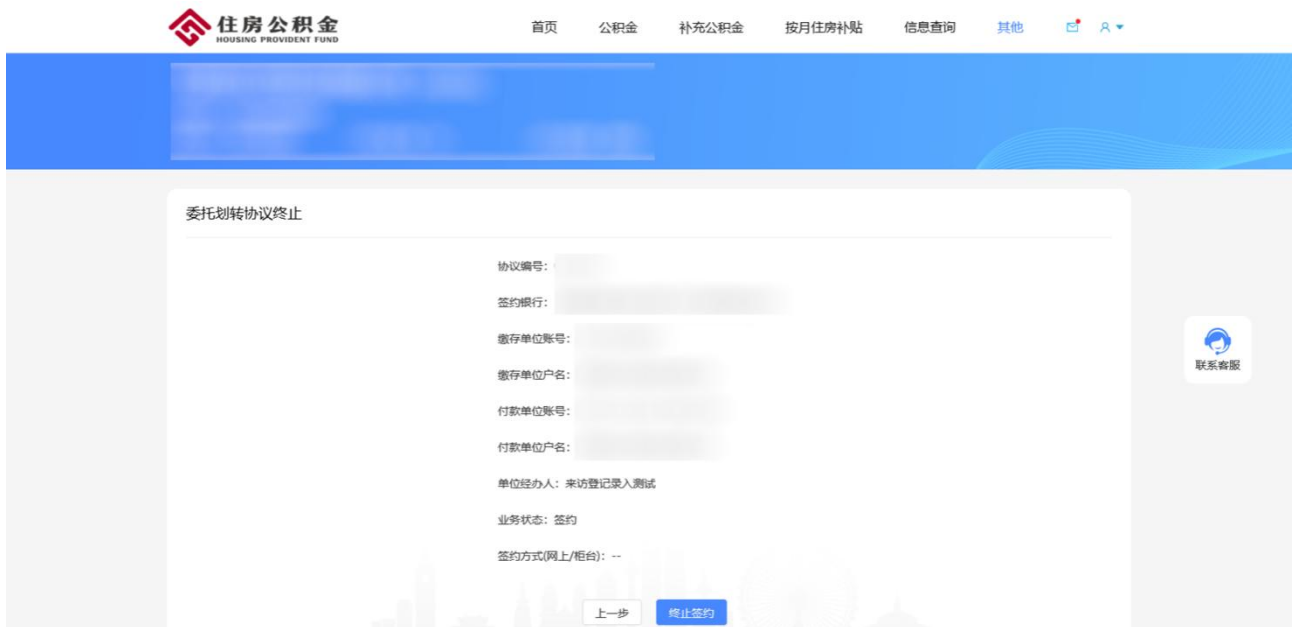 住房公积金
HOUSING PROVIDENT FUND
首页 公积金 补充公积金 按月住房补贴 信息查询 其他
委托划转协议终止
协议编号：
签约银行：
缴存单位账号：
缴存单位户名：
付款单位账号：
付款单位户名：
单位经办人：来访登记录入测试
业务状态：签约
签约方式(网上/柜台)：--
联系客服
上一步 终止签约